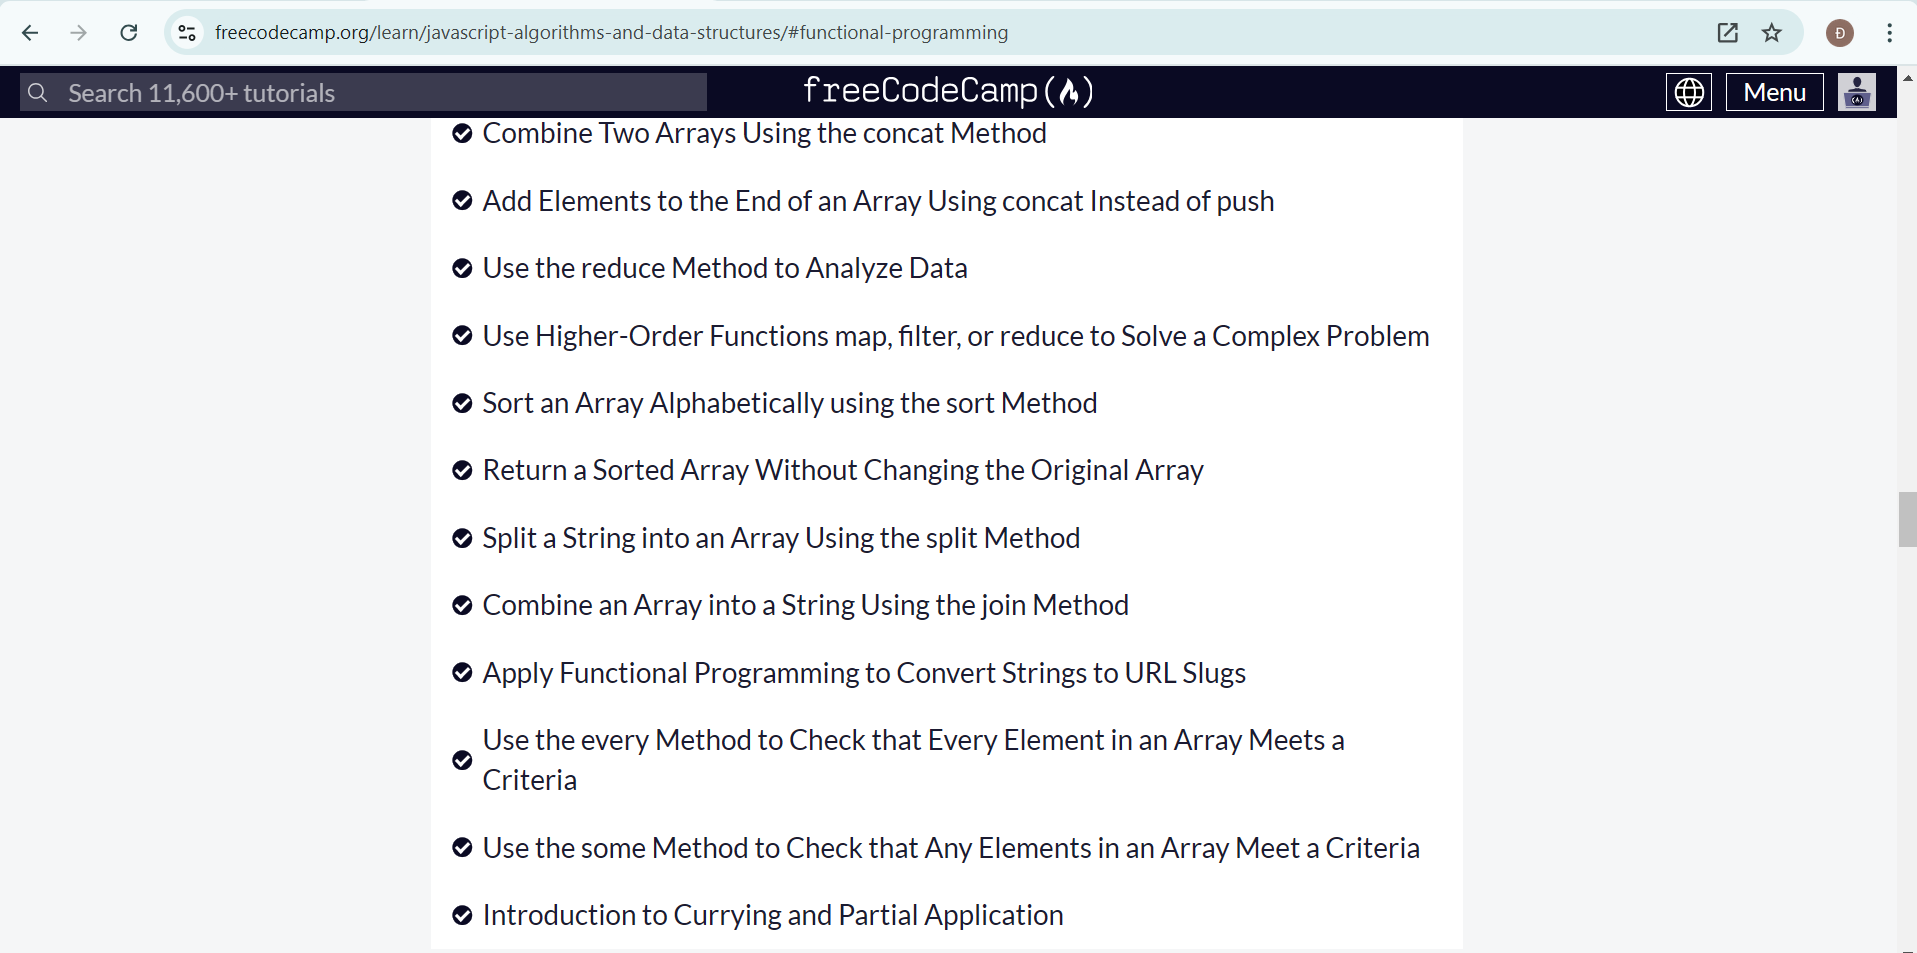 freecodecamp.org/learn/javascript-algorithms-and-data-structures/#functional-programming
Đ
Search 11,600+ tutorials
freeCodeCamp(🔥)
Menu
(A)
Combine Two Arrays Using the concat Method
Add Elements to the End of an Array Using concat Instead of push
Use the reduce Method to Analyze Data
Use Higher-Order Functions map, filter, or reduce to Solve a Complex Problem
Sort an Array Alphabetically using the sort Method
Return a Sorted Array Without Changing the Original Array
Split a String into an Array Using the split Method
Combine an Array into a String Using the join Method
Apply Functional Programming to Convert Strings to URL Slugs
Use the every Method to Check that Every Element in an Array Meets a
Criteria
Use the some Method to Check that Any Elements in an Array Meet a Criteria
Introduction to Currying and Partial Application